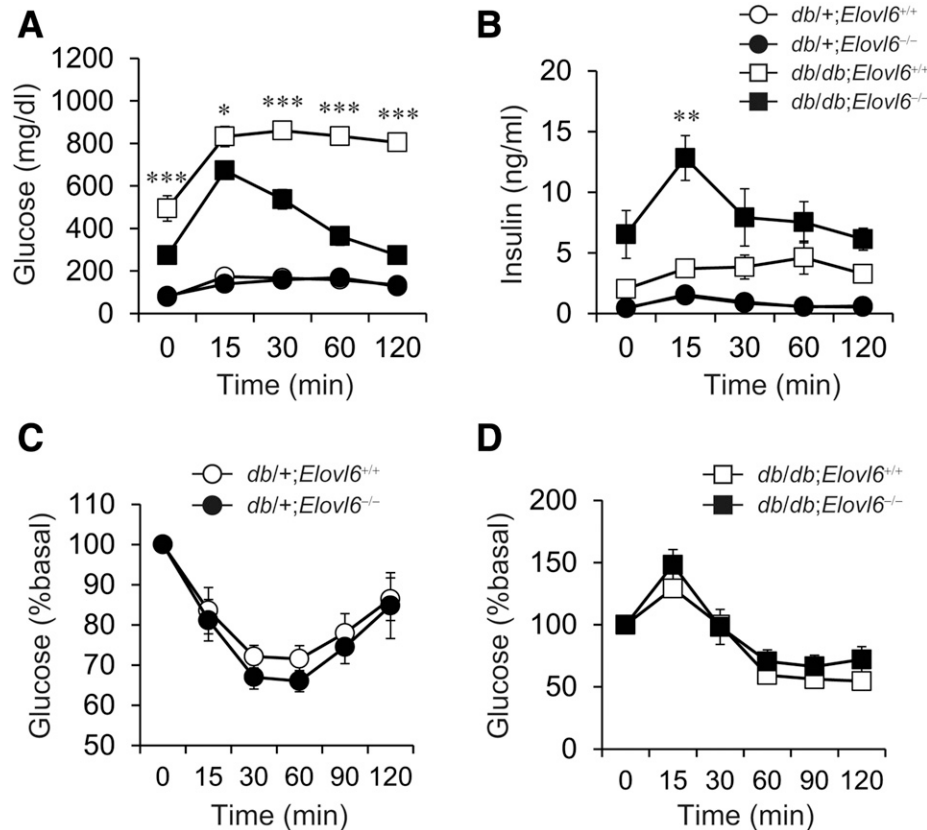 A
Glucose (mg/dl)
1200
1000
800
600
400
200
0
***
*
***
***
***
0 15 30 60 120
Time (min)
B
db/+;Elovl6+/+
db/+;Elovl6−/−
db/db;Elovl6+/+
db/db;Elovl6−/−
Insulin (ng/ml)
20
15
10
5
0
**
0 15 30 60 120
Time (min)
C
db/+;Elovl6+/+
db/+;Elovl6−/−
Glucose (%basal)
110
100
90
80
70
60
50
0 15 30 60 90 120
Time (min)
D
db/db;Elovl6+/+
db/db;Elovl6−/−
Glucose (%basal)
200
150
100
50
0
0 15 30 60 90 120
Time (min)